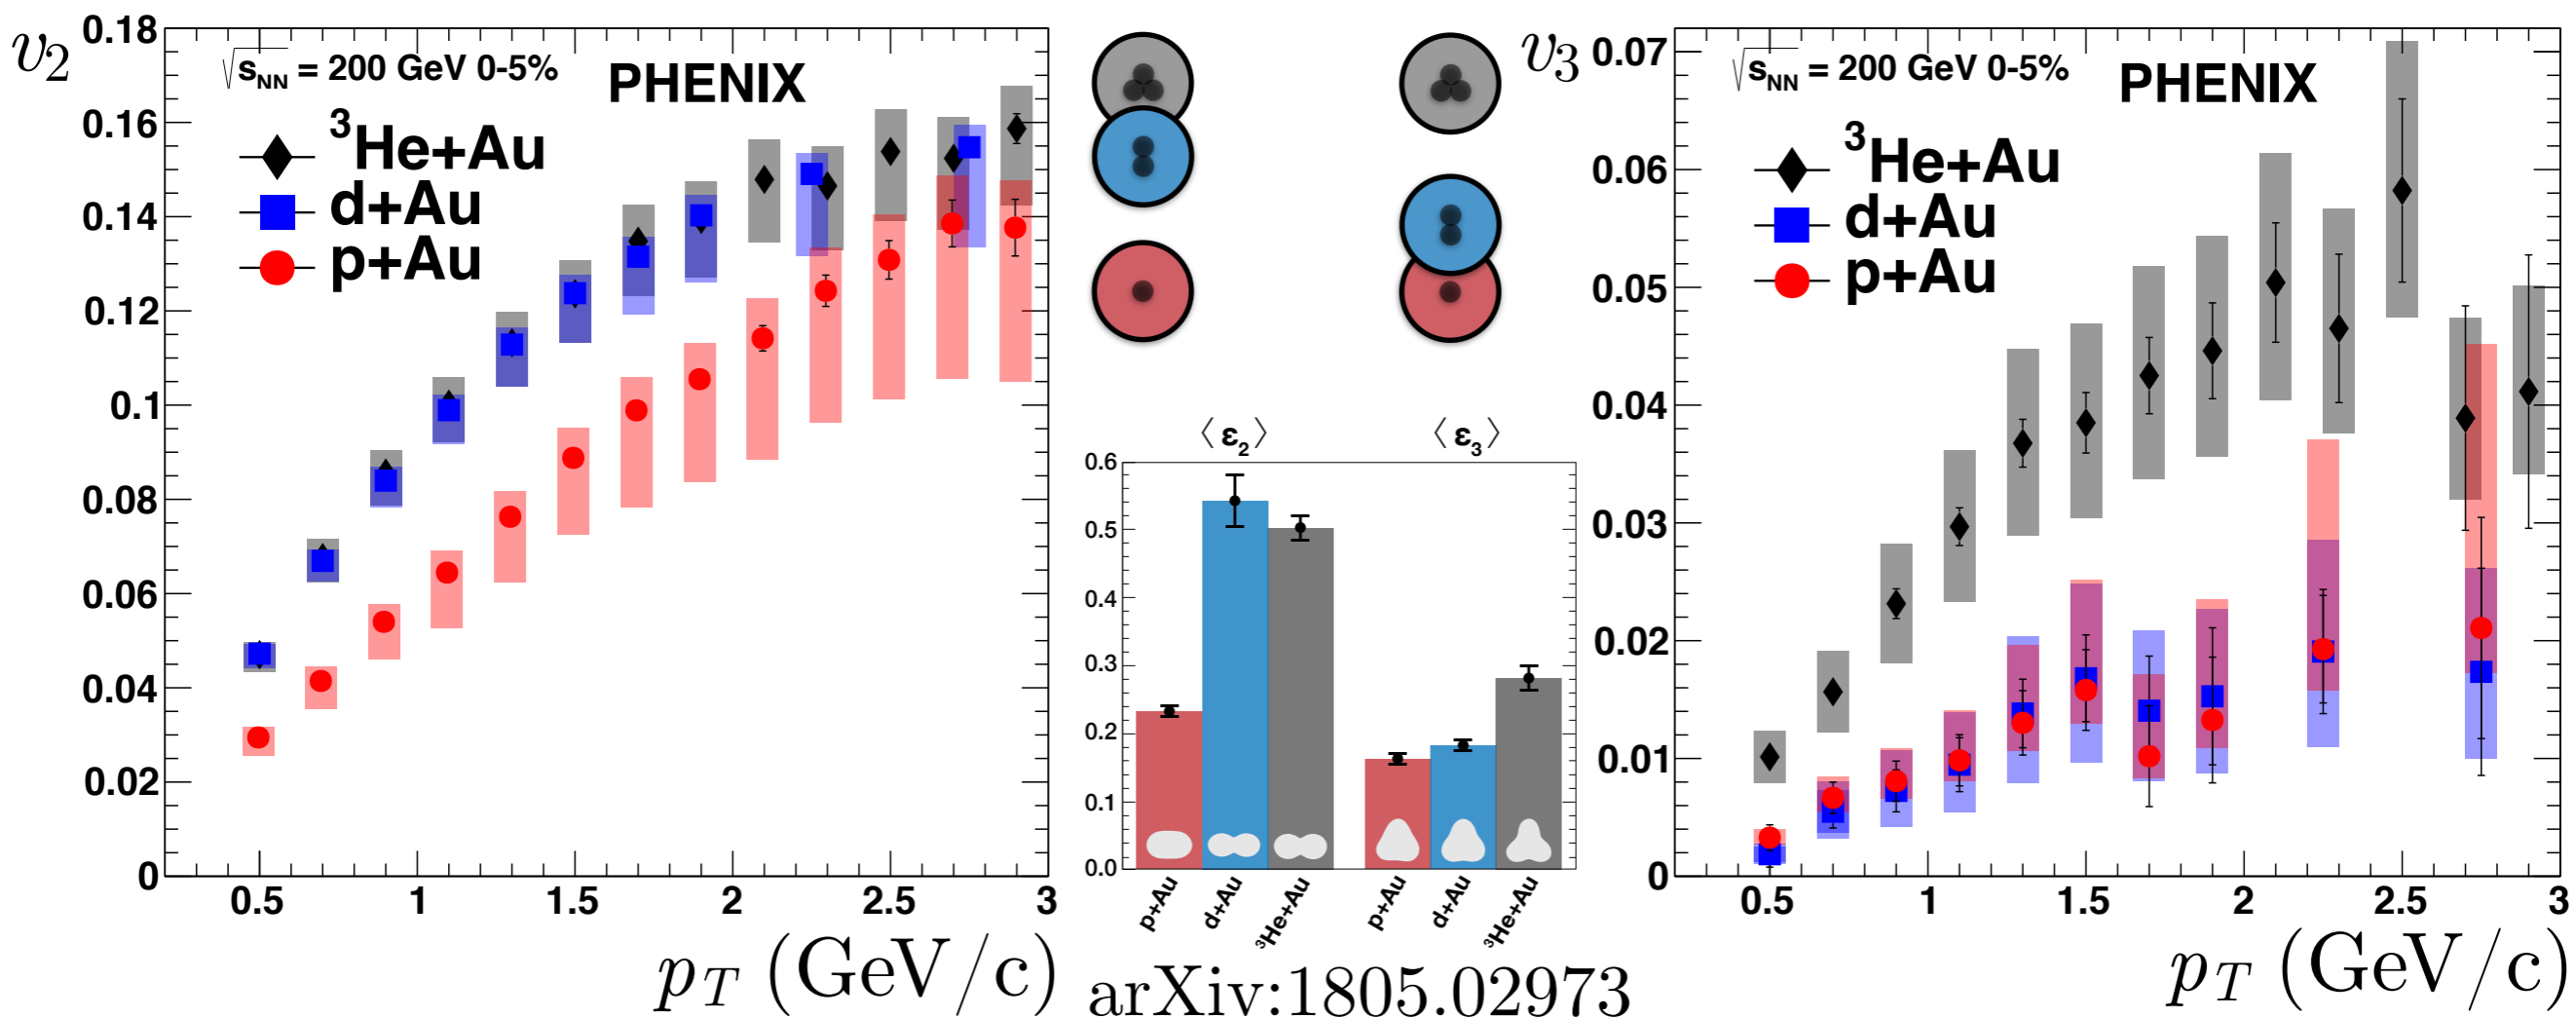 v2
√sNN = 200 GeV 0-5%
PHENIX
³He+Au
d+Au
p+Au
0.18
0.16
0.14
0.12
0.1
0.08
0.06
0.04
0.02
0
0.5 1 1.5 2 2.5 3
pT (GeV/c)
⟨ε2⟩ ⟨ε3⟩
0.6
0.5
0.4
0.3
0.2
0.1
0.0
p+Au d+Au ³He+Au p+Au d+Au ³He+Au
arXiv:1805.02973
v3
√sNN = 200 GeV 0-5%
PHENIX
³He+Au
d+Au
p+Au
0.07
0.06
0.05
0.04
0.03
0.02
0.01
0
0.5 1 1.5 2 2.5 3
pT (GeV/c)